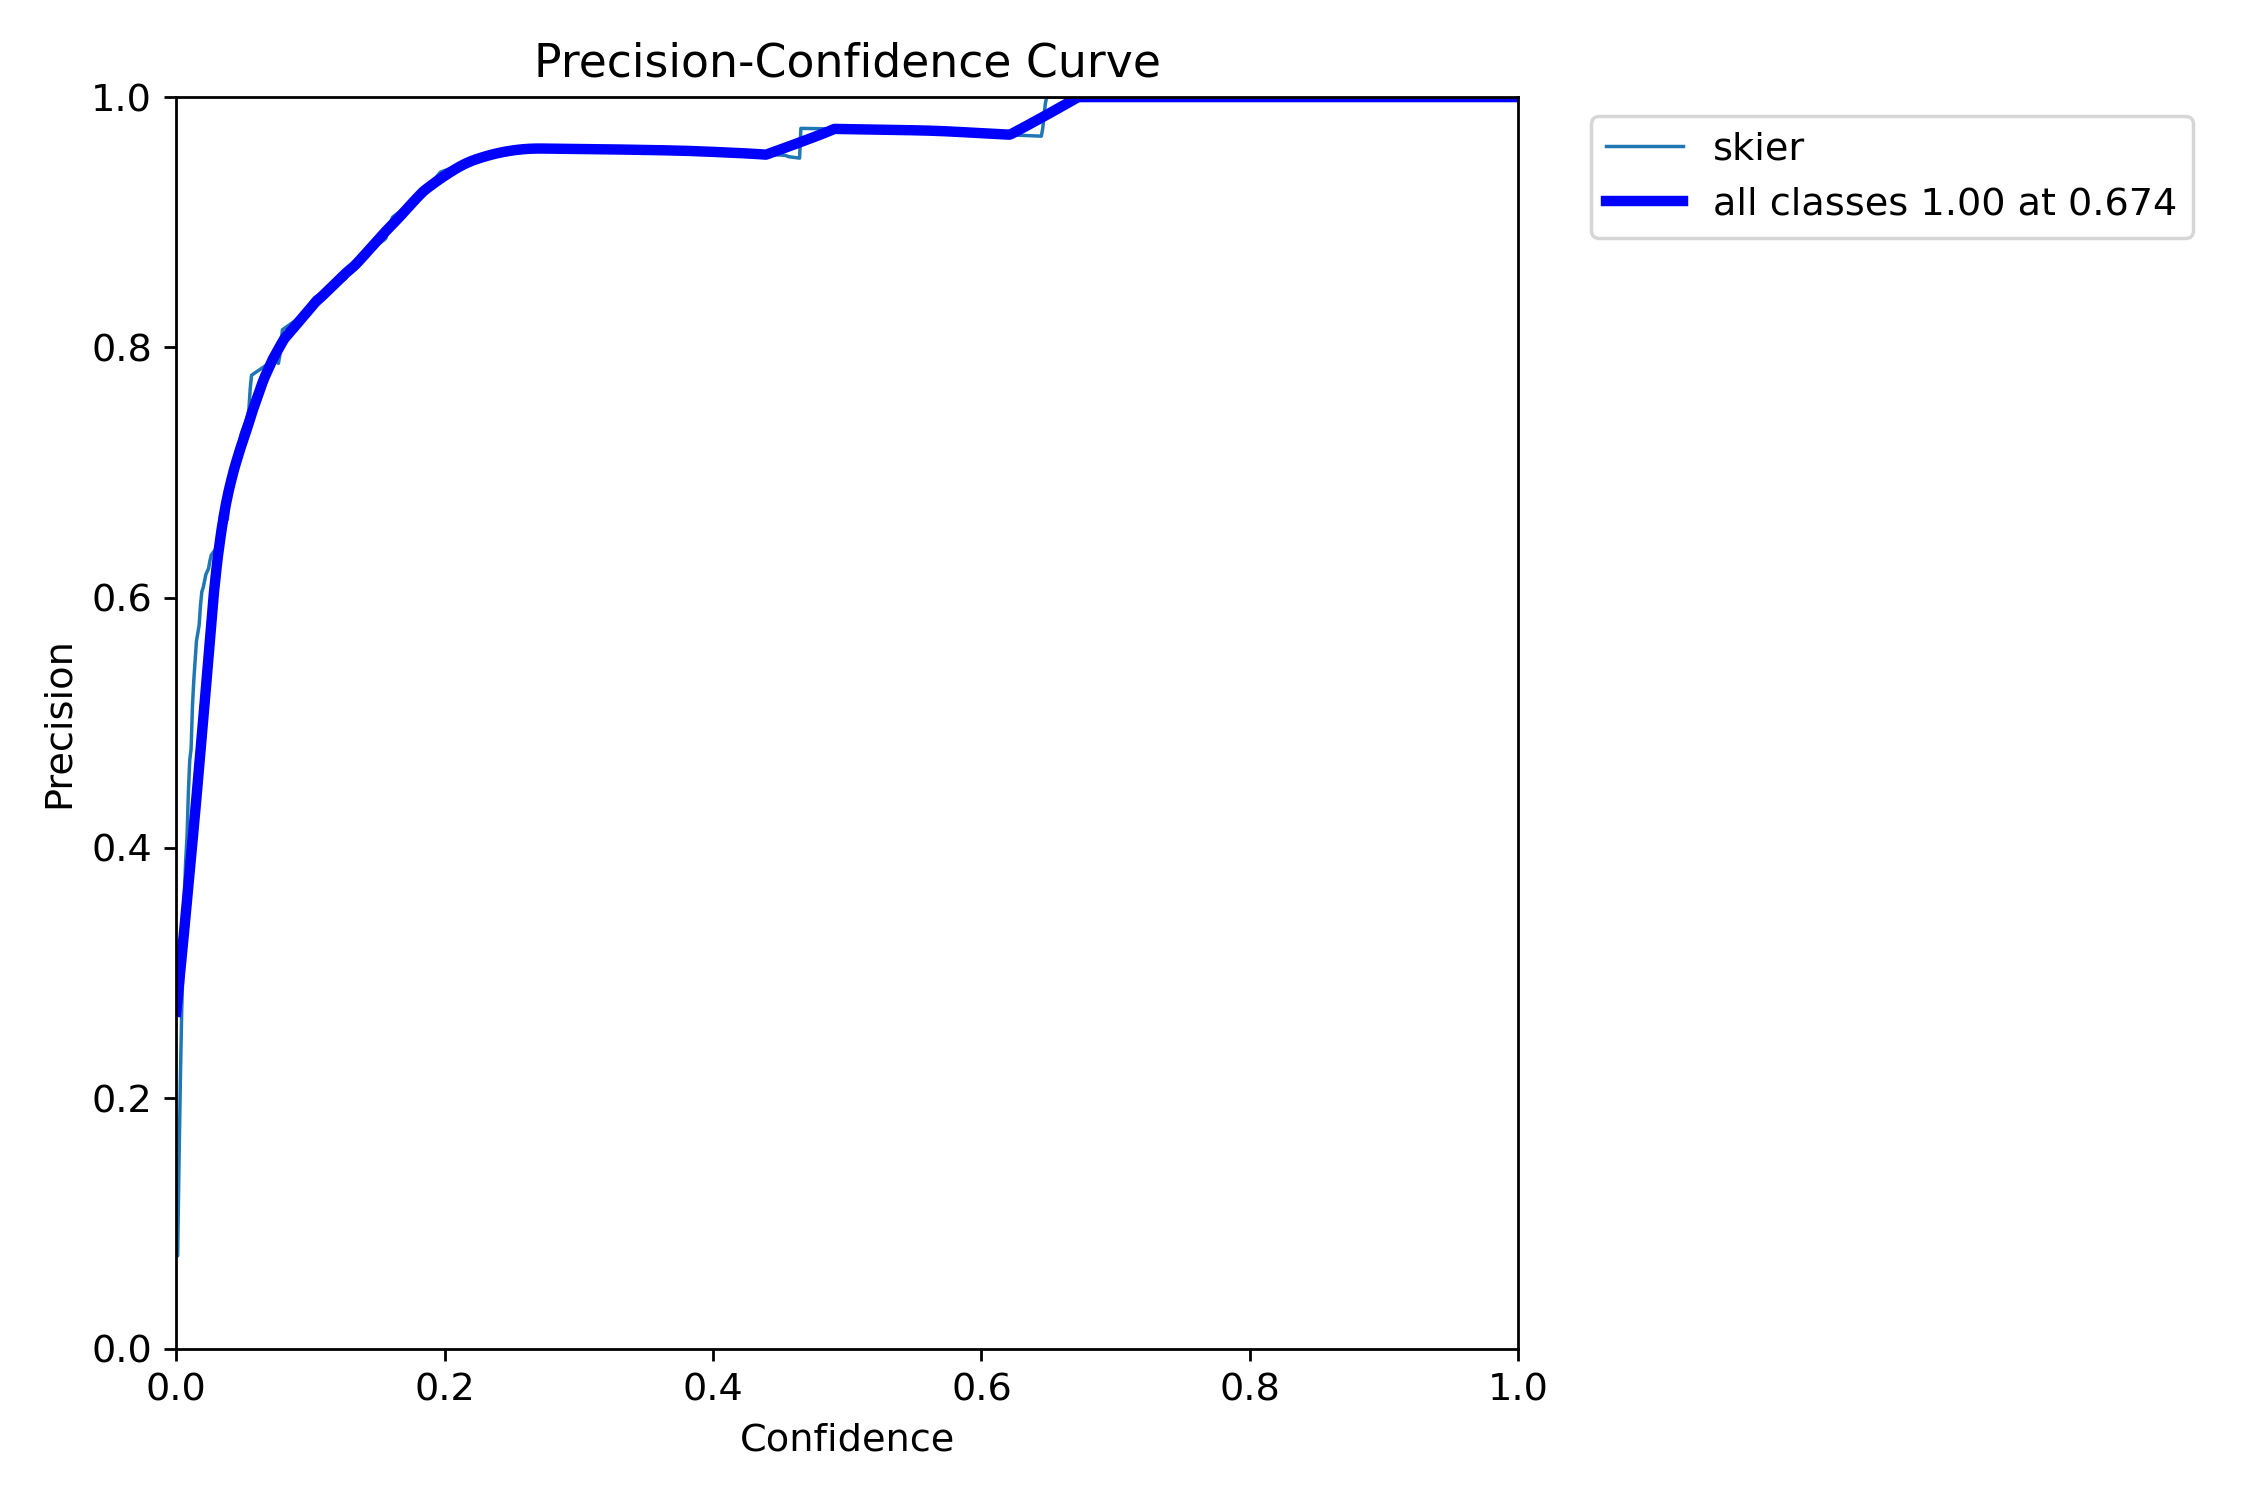 Precision-Confidence Curve
1.0
0.8
0.6
0.4
0.2
0.0
Precision
0.0 0.2 0.4 0.6 0.8 1.0
Confidence
skier
all classes 1.00 at 0.674